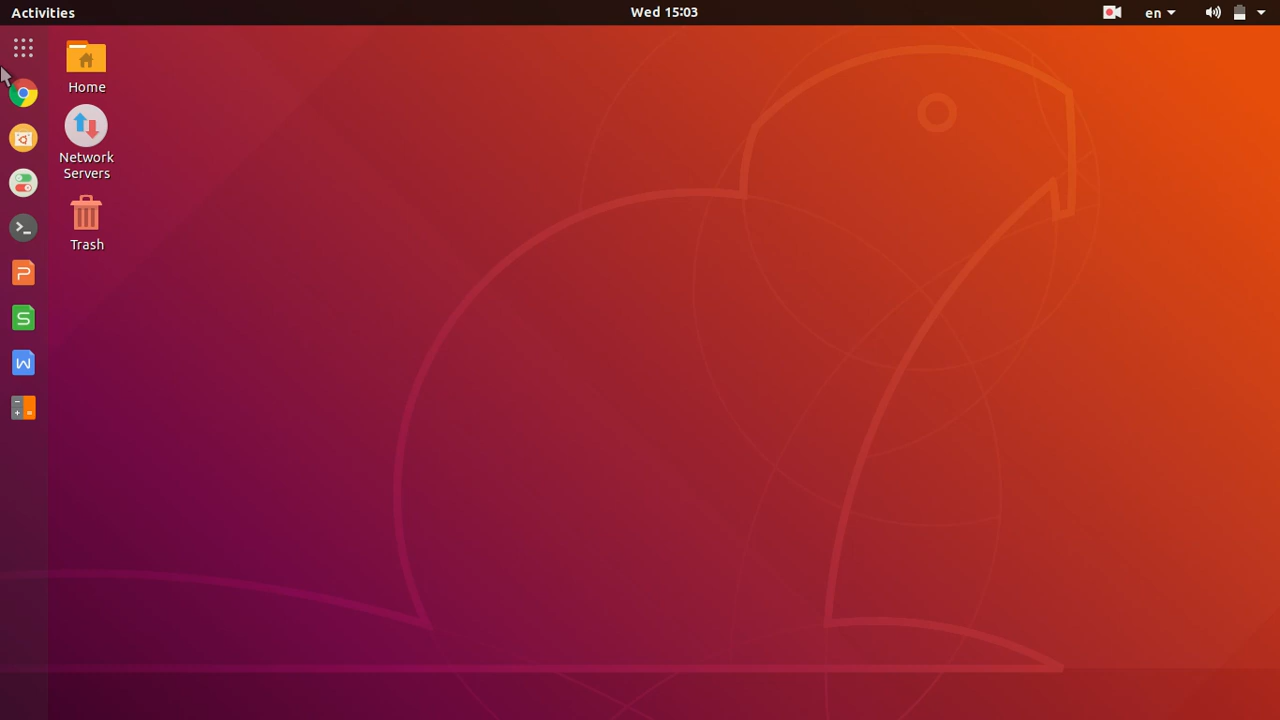 Activities
Wed 15:03
en
Home
Network
Servers
Trash